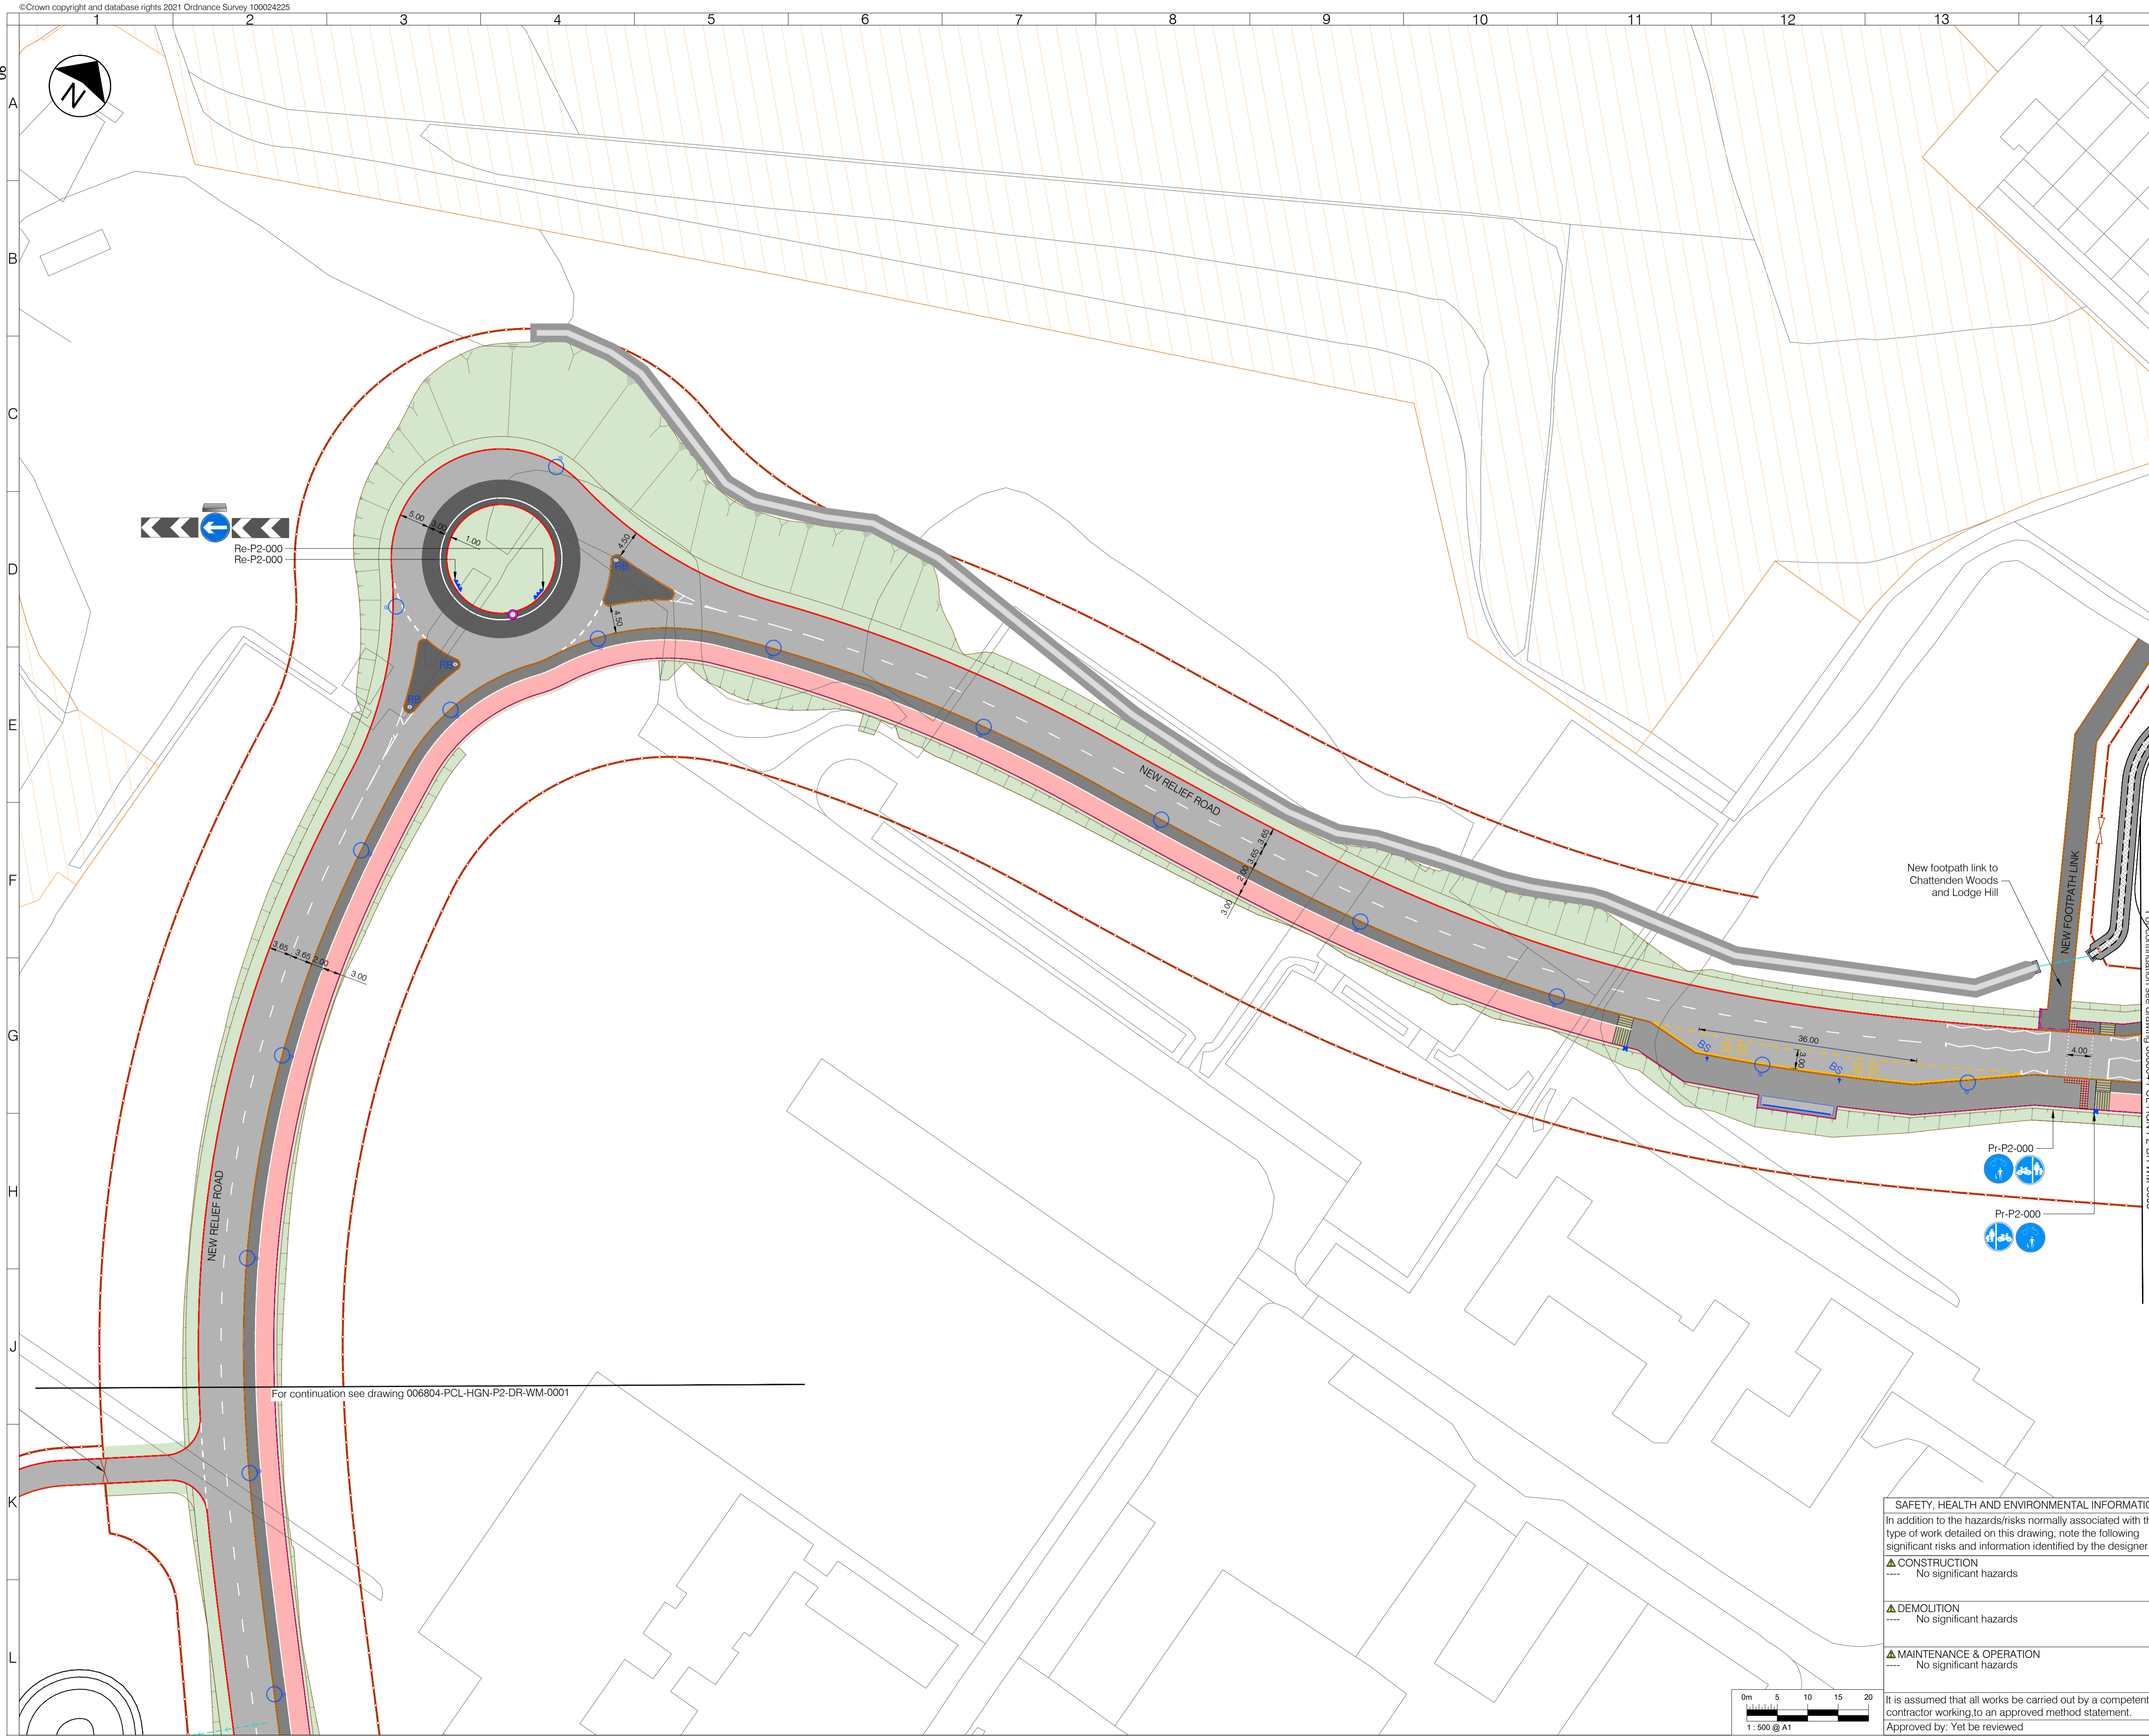 ©Crown copyright and database rights 2021 Ordnance Survey 100024225
1 2 3 4 5 6 7 8 9 10 11 12 13 14
A
B
C
D
E
F
G
H
J
K
L
N
5.00
3.00
1.00
4.50
RB
4.50
Re-P2-000
Re-P2-000
RB
RB
NEW RELIEF ROAD
3.65
3.65
2.00
3.00
3.65
3.65
2.00
3.00
New footpath link to
Chattenden Woods
and Lodge Hill
NEW FOOTPATH LINK
36.00
3.00
BS
BS
4.00
Pr-P2-000
Pr-P2-000
NEW RELIEF ROAD
For continuation see drawing 006804-PCL-HGN-P2-DR-WM-0001
SAFETY, HEALTH AND ENVIRONMENTAL
In addition to the hazards/risks normally associated with
type of work detailed on this drawing, note the following
significant risks and information identified by the designer
CONSTRUCTION
---- No significant hazards
DEMOLITION
---- No significant hazards
MAINTENANCE & OPERATION
---- No significant hazards
It is assumed that all works be carried out by a competent
contractor working,to an approved method statement.
Approved by: Yet be reviewed
0m 5 10 15 20
1 : 500 @ A1